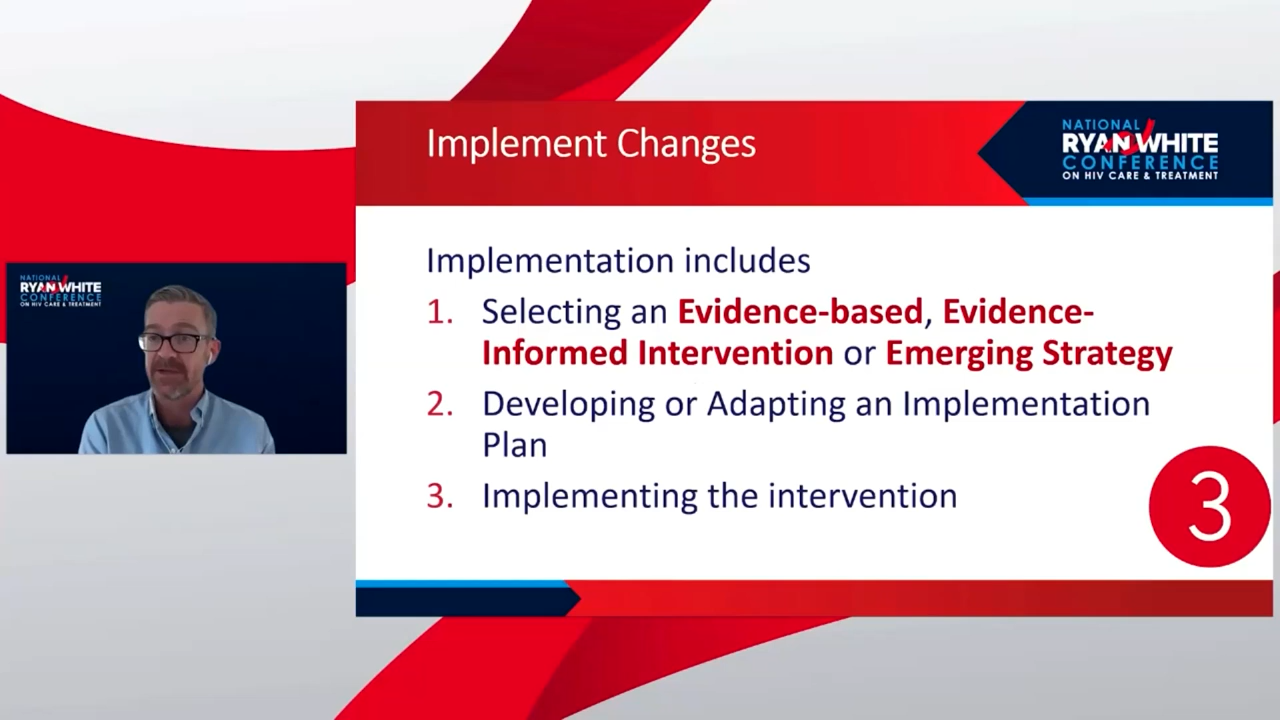 Implement Changes
NATIONAL
RYAN WHITE
CONFERENCE
ON HIV CARE & TREATMENT
Implementation includes
1. Selecting an Evidence-based, Evidence-
Informed Intervention or Emerging Strategy
2. Developing or Adapting an Implementation
Plan
3. Implementing the intervention
3
NATIONAL
RYAN WHITE
CONFERENCE
ON HIV CARE & TREATMENT